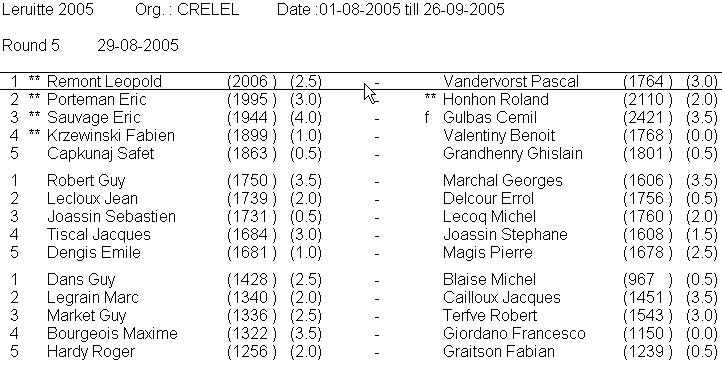 Leruitte 2005 Org. : CRELEL Date :01-08-2005 till 26-09-2005
Round 5 29-08-2005
1 ** Remont Leopold (2006 ) (2.5) - Vandervorst Pascal (1764 ) (3.0)
2 ** Porteman Eric (1995 ) (3.0) - ** Honhon Roland (2110 ) (2.0)
3 ** Sauvage Eric (1944 ) (4.0) - f Gulbas Cemil (2421 ) (3.5)
4 ** Krzewinski Fabien (1899 ) (1.0) - Valentiny Benoit (1768 ) (0.0)
5 Capkunaj Safet (1863 ) (0.5) - Grandhenry Ghislain (1801 ) (0.5)
1 Robert Guy (1750 ) (3.5) - Marchal Georges (1606 ) (3.5)
2 Lecloux Jean (1739 ) (2.0) - Delcour Errol (1756 ) (0.5)
3 Joassin Sebastien (1731 ) (0.5) - Lecoq Michel (1760 ) (2.0)
4 Tiscal Jacques (1684 ) (3.0) - Joassin Stephane (1608 ) (1.5)
5 Dengis Emile (1681 ) (1.0) - Magis Pierre (1678 ) (2.5)
1 Dans Guy (1428 ) (2.5) - Blaise Michel (967 ) (0.5)
2 Legrain Marc (1340 ) (2.0) - Cailloux Jacques (1451 ) (3.5)
3 Market Guy (1336 ) (2.5) - Terfve Robert (1543 ) (3.0)
4 Bourgeois Maxime (1322 ) (3.5) - Giordano Francesco (1150 ) (0.0)
5 Hardy Roger (1256 ) (2.0) - Graitson Fabian (1239 ) (0.5)